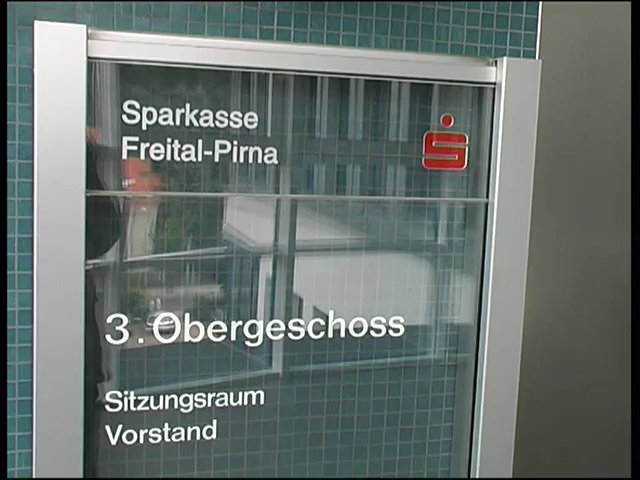 Sparkasse
Freital-Pirna
3. Obergeschoss
Sitzungsraum
Vorstand